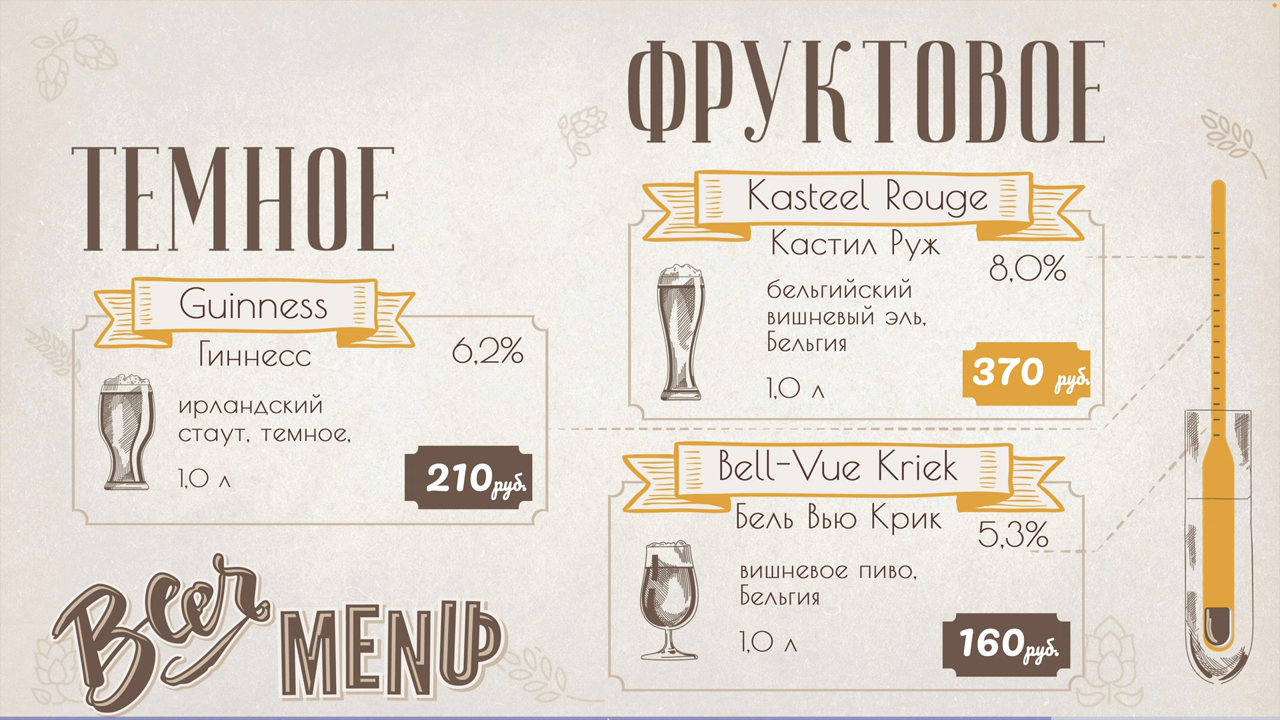 ТЕМНОЕ
Guinness
Гиннесс
6,2%
ирландский
стаут, темное,
1,0 л
210 руб.
Beer MENU
ФРУКТОВОЕ
Kasteel Rouge
Кастил Руж
8,0%
бельгийский
вишневый эль,
Бельгия
1,0 л
370 руб.
Bell-Vue Kriek
Бель Вью Крик
5,3%
вишневое пиво,
Бельгия
1,0 л
160 руб.